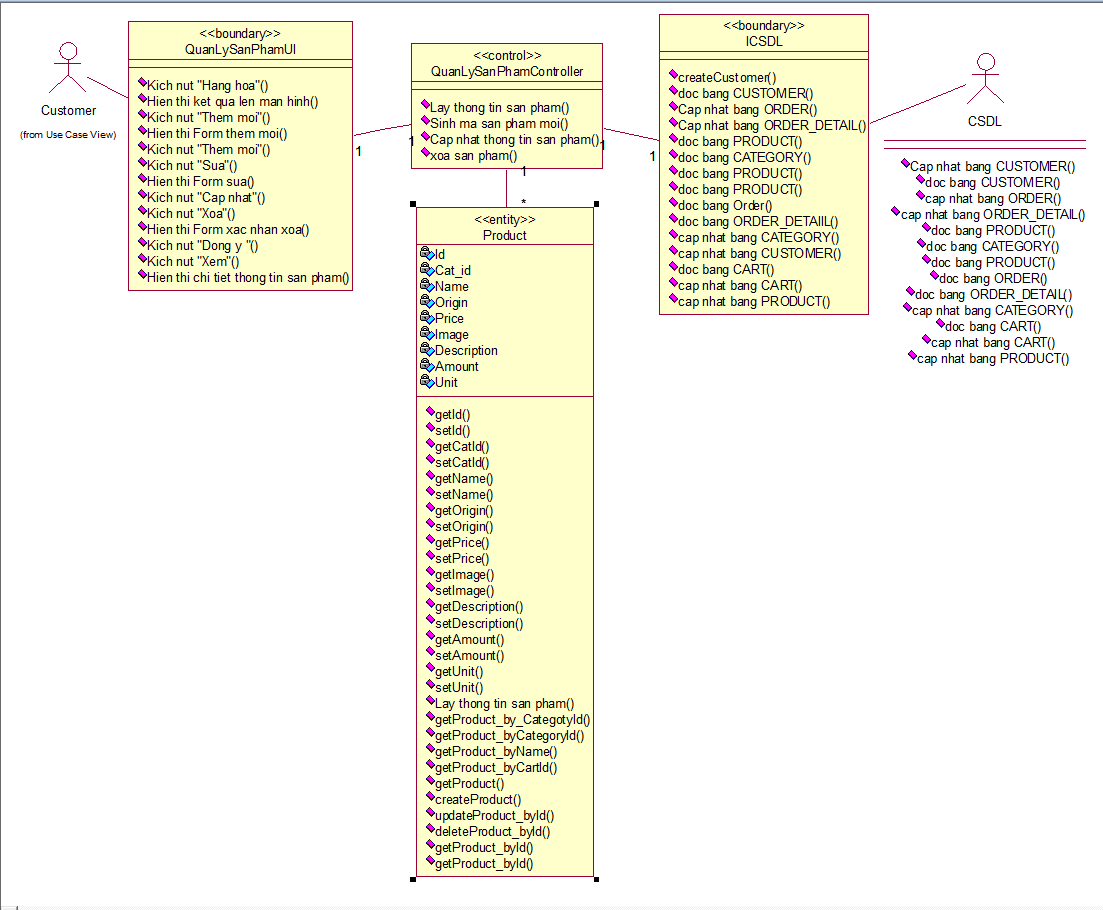 Customer
(from Use Case View)
<<boundary>>
QuanLySanPhamUI
Kich nut "Hang hoa"()
Hien thi ket qua len man hinh()
Kich nut "Them moi"()
Hien thi Form them moi()
Kich nut "Them moi"()
Kich nut "Sua"()
Hien thi Form sua()
Kich nut "Cap nhat"()
Kich nut "Xoa"()
Hien thi Form xac nhan xoa()
Kich nut "Dong y "()
Kich nut "Xem"()
Hien thi chi tiet thong tin san pham()
1
1
<<control>>
QuanLySanPhamController
Lay thong tin san pham()
Sinh ma san pham moi()
Cap nhat thong tin san pham()
xoa san pham()
1
1
1
*
<<entity>>
Product
Id
Cat_id
Name
Origin
Price
Image
Description
Amount
Unit
getId()
setId()
getCatId()
setCatId()
getName()
setName()
getOrigin()
setOrigin()
getPrice()
setPrice()
getImage()
setImage()
getDescription()
setDescription()
getAmount()
setAmount()
getUnit()
setUnit()
Lay thong tin san pham()
getProduct_by_CategotyId()
getProduct_byCategoryId()
getProduct_byName()
getProduct_byCartId()
getProduct()
createProduct()
updateProduct_byId()
deleteProduct_byId()
getProduct_byId()
getProduct_byId()
<<boundary>>
ICSDL
createCustomer()
doc bang CUSTOMER()
Cap nhat bang ORDER()
Cap nhat bang ORDER_DETAIL()
doc bang PRODUCT()
doc bang CATEGORY()
doc bang PRODUCT()
doc bang PRODUCT()
doc bang Order()
doc bang ORDER_DETAIIL()
cap nhat bang CATEGORY()
cap nhat bang CUSTOMER()
doc bang CART()
cap nhat bang CART()
cap nhat bang PRODUCT()
CSDL
Cap nhat bang CUSTOMER()
doc bang CUSTOMER()
cap nhat bang ORDER()
cap nhat bang ORDER_DETAIL()
doc bang PRODUCT()
doc bang CATEGORY()
doc bang PRODUCT()
doc bang ORDER()
doc bang ORDER_DETAIL()
cap nhat bang CATEGORY()
doc bang CART()
cap nhat bang CART()
cap nhat bang PRODUCT()